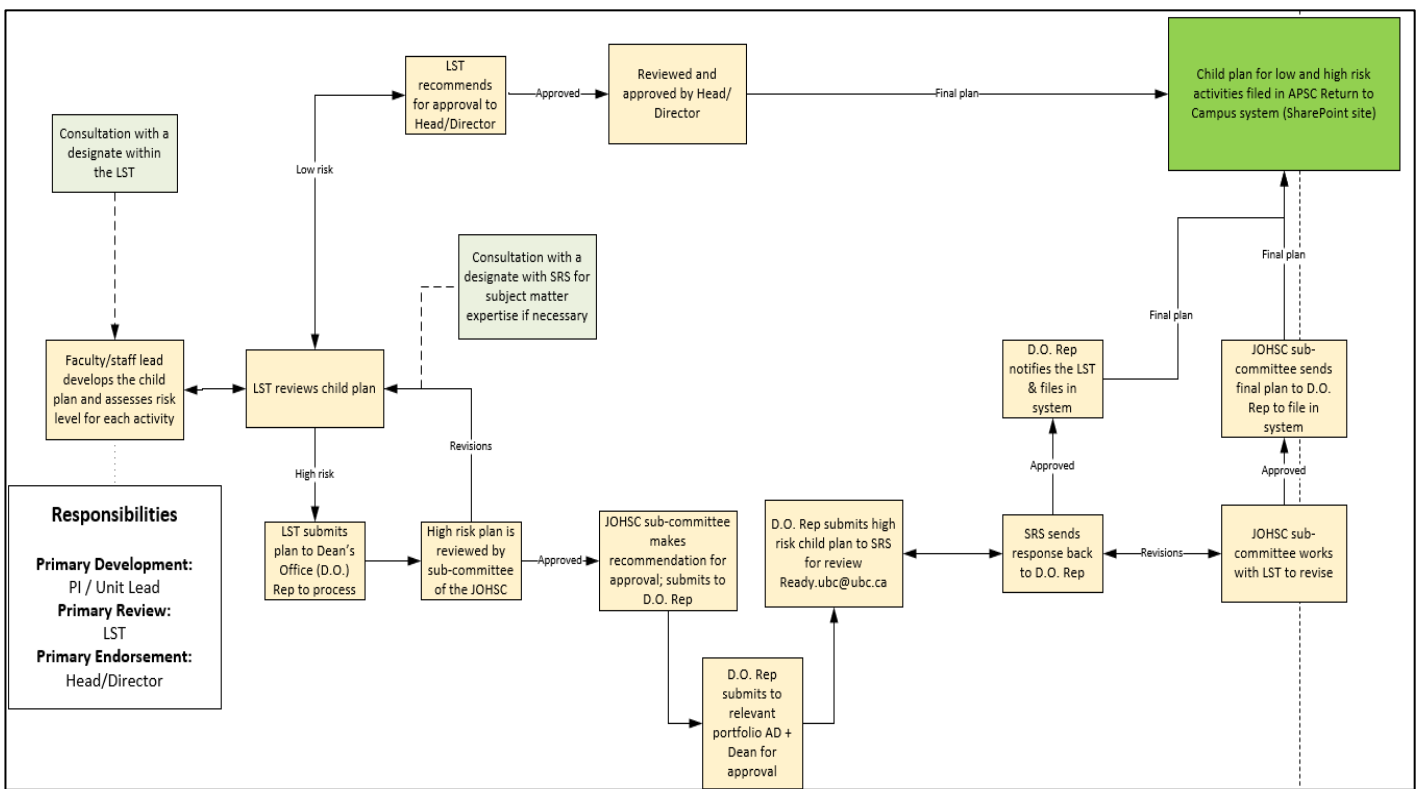 LST
recommends
for approval to
Head/Director
Approved
Reviewed and
approved by Head/
Director
Final plan
Child plan for low and high risk
activities filed in APSC Return to
Campus system (SharePoint site)
Consultation with a
designate within
the LST
Low risk
Consultation with a
designate with SRS for
subject matter
expertise if necessary
Final plan
Final plan
Faculty/staff lead
develops the child
plan and assesses risk
level for each activity
LST reviews child plan
D.O. Rep
notifies the LST
& files in
system
JOHSC sub-
committee sends
final plan to D.O.
Rep to file in
system
Revisions
High risk
Approved
Approved
Responsibilities
Primary Development:
PI / Unit Lead
Primary Review:
LST
Primary Endorsement:
Head/Director
LST submits
plan to Dean's
Office (D.O.)
Rep to process
High risk plan is
reviewed by
sub-committee
of the JOHSC
Approved
JOHSC sub-committee
makes
recommendation for
approval; submits to
D.O. Rep
D.O. Rep submits high
risk child plan to SRS
for review
Ready.ubc@ubc.ca
SRS sends
response back
to D.O. Rep
Revisions
JOHSC sub-
committee works
with LST to revise
D.O. Rep
submits to
relevant
portfolio AD +
Dean for
approval